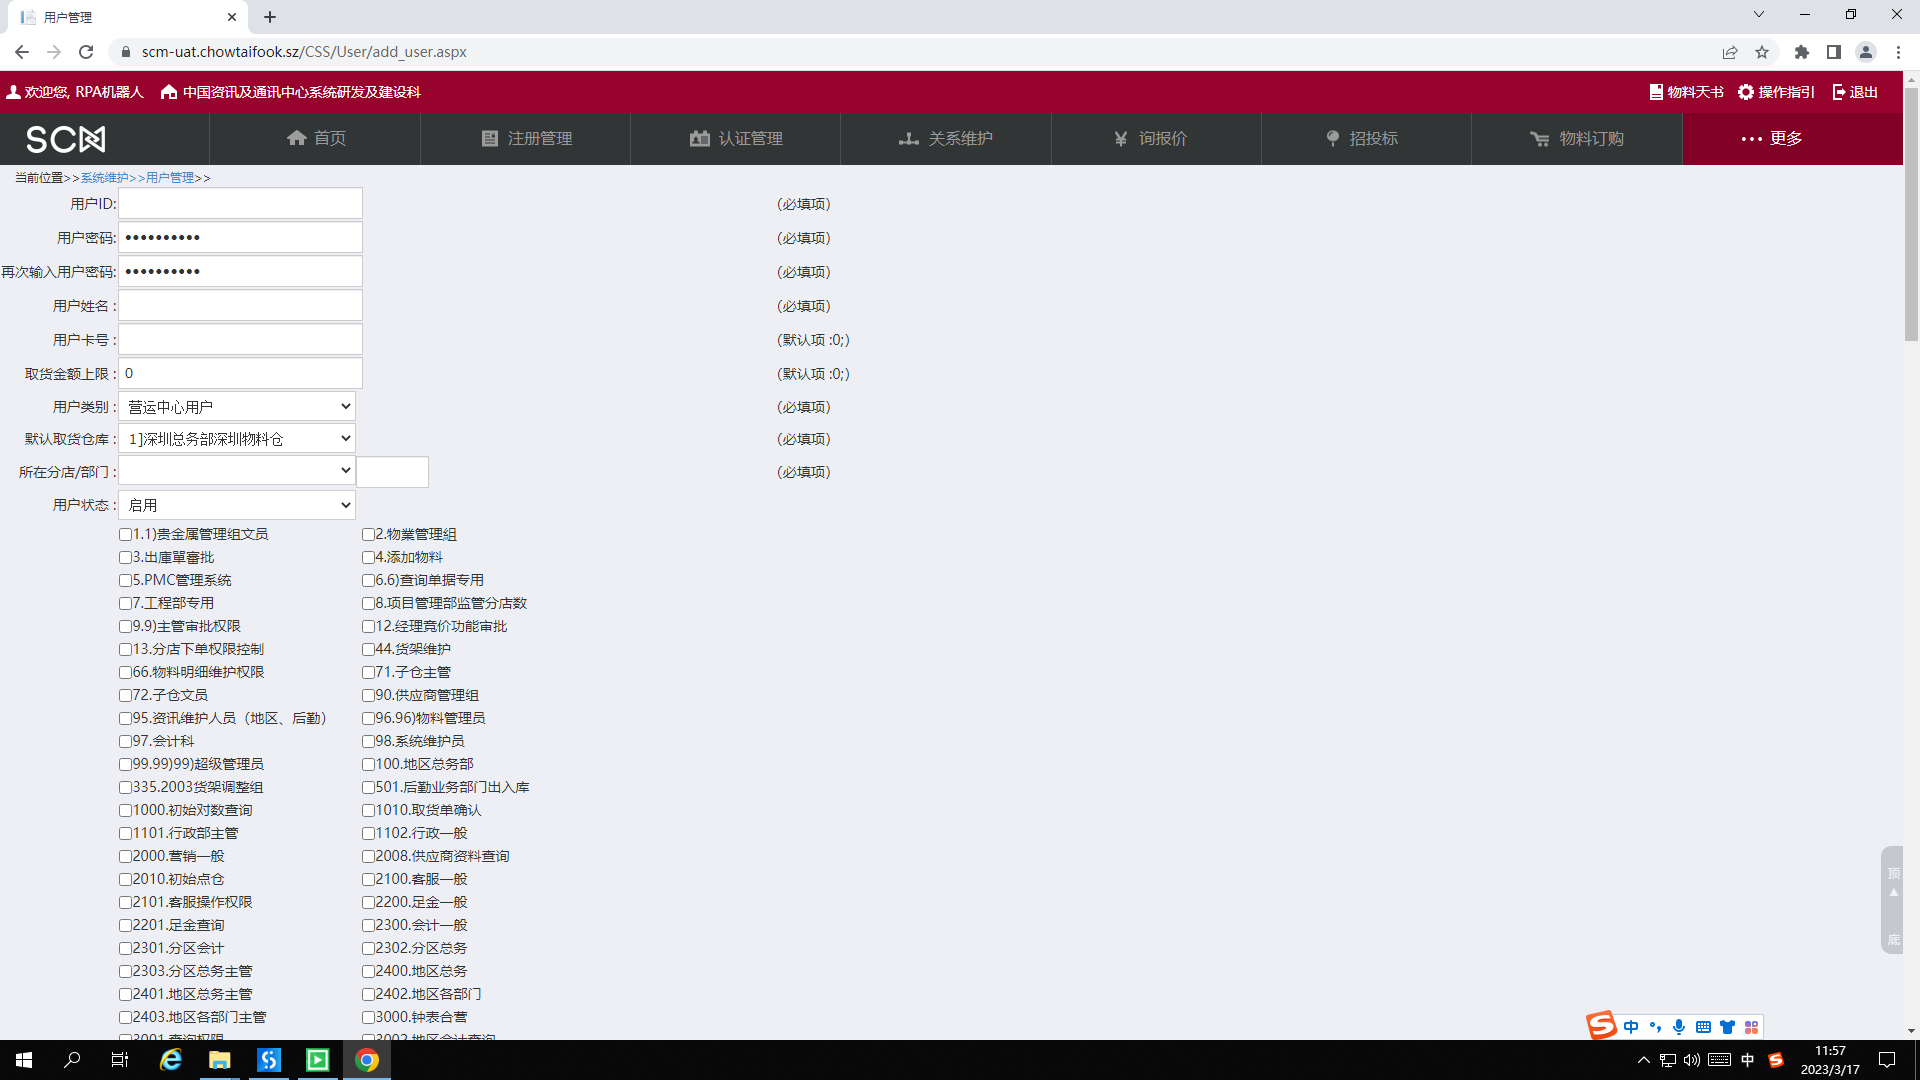 用户管理
scm-uat.chowtaifook.sz/CSS/User/add_user.aspx
欢迎您, RPA机器人 中国资讯及通讯中心系统研发及建设科 物料天书 操作指引 退出
SCM 首页 注册管理 认证管理 关系维护 询报价 招投标 物料订购 更多
当前位置>>系统维护>>用户管理>>
用户ID: (必填项)
用户密码: •••••••••• (必填项)
再次输入用户密码: •••••••••• (必填项)
用户姓名 : (必填项)
用户卡号 : (默认项 :0;)
取货金额上限 : 0 (默认项 :0;)
用户类别 : 营运中心用户 (必填项)
默认取货仓库 : 1]深圳总务部深圳物料仓 (必填项)
所在分店/部门 : (必填项)
用户状态 : 启用
1.1)贵金属管理组文员 2.物業管理組
3.出庫單審批 4.添加物料
5.PMC管理系统 6.6)查询单据专用
7.工程部专用 8.项目管理部监管分店数
9.9)主管审批权限 12.经理竞价功能审批
13.分店下单权限控制 44.货架维护
66.物料明细维护权限 71.子仓主管
72.子仓文员 90.供应商管理组
95.资讯维护人员（地区、后勤） 96.96)物料管理员
97.会计科 98.系统维护员
99.99)99)超级管理员 100.地区总务部
335.2003货架调整组 501.后勤业务部门出入库
1000.初始对数查询 1010.取货单确认
1101.行政部主管 1102.行政一般
2000.营销一般 2008.供应商资料查询
2010.初始点仓 2100.客服一般
2101.客服操作权限 2200.足金一般
2201.足金查询 2300.会计一般
2301.分区会计 2302.分区总务
2303.分区总务主管 2400.地区总务
2401.地区总务主管 2402.地区各部门
2403.地区各部门主管 3000.钟表合营
3001.查询权限 3002.地区会计查询
顶
底
中
中
11:57
2023/3/17